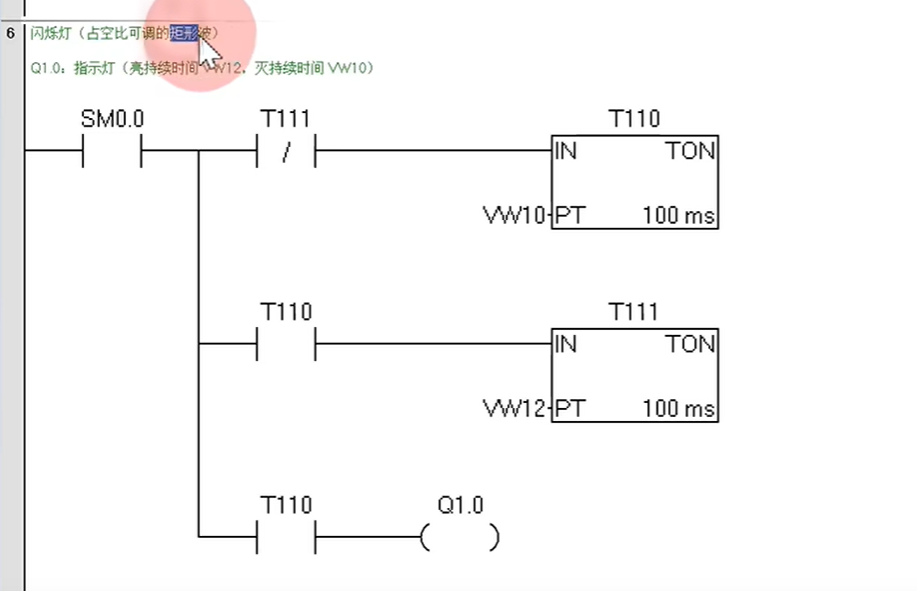 6 闪烁灯（占空比可调的矩形波）
Q1.0：指示灯（亮持续时间 VW12，灭持续时间 VW10）
SM0.0 T111 T110
/ IN TON
VW10 PT 100 ms
T110 T111
IN TON
VW12 PT 100 ms
T110 Q1.0